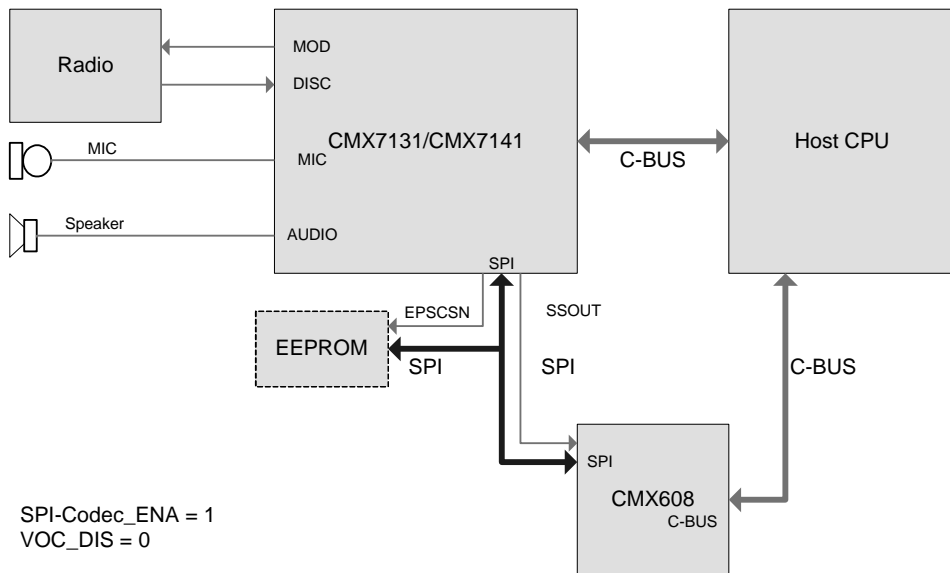 MOD
Radio
DISC
CMX7131/CMX7141
Host CPU
MIC
MIC
C-BUS
Speaker
AUDIO
SPI
EPSCSN
SSOUT
EEPROM
SPI
SPI
C-BUS
SPI
CMX608
C-BUS
SPI-Codec_ENA = 1
VOC_DIS = 0